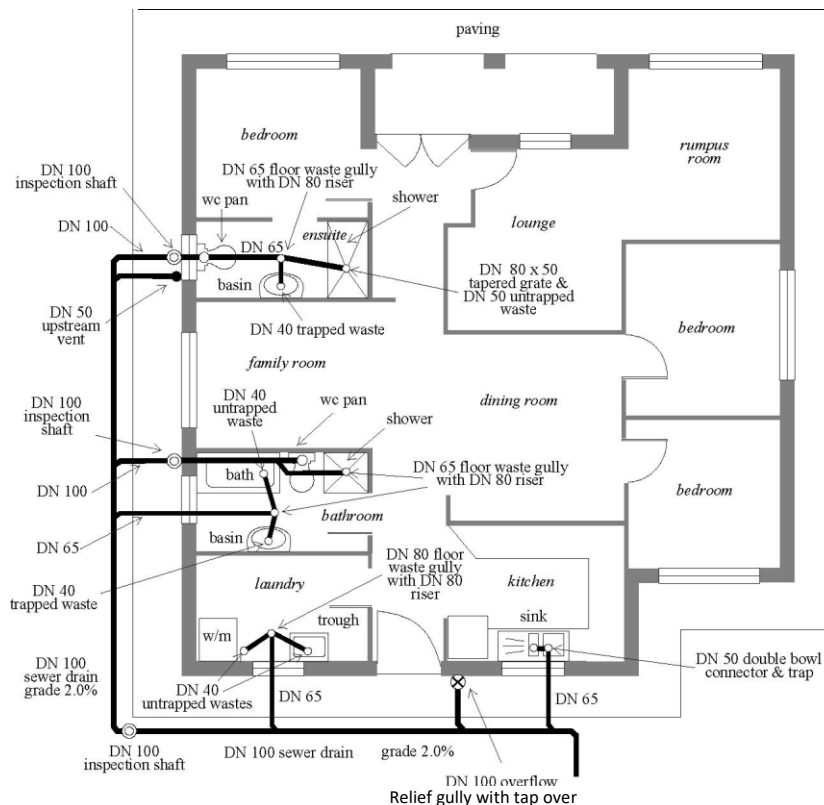 paving
bedroom
rumpus
room
DN 100
inspection shaft
DN 65 floor waste gully
with DN 80 riser
wc pan
shower
DN 100
ensuite
lounge
DN 65
basin
DN 80 x 50
tapered grate &
DN 50 untrapped
waste
DN 50
upstream
vent
DN 40 trapped waste
bedroom
family room
DN 40
untrapped
waste
wc pan
dining room
DN 100
inspection
shaft
shower
DN 100
bath
DN 65 floor waste gully
with DN 80 riser
bedroom
bathroom
DN 65
basin
DN 40
trapped waste
laundry
DN 80 floor
waste gully
with DN 80
riser
kitchen
sink
w/m
trough
DN 100
sewer drain
grade 2.0%
DN 40
untrapped wastes
DN 65
DN 65
DN 50 double bowl
connector & trap
DN 100
inspection shaft
DN 100 sewer drain
grade 2.0%
DN 100 overflow
Relief gully with tap over